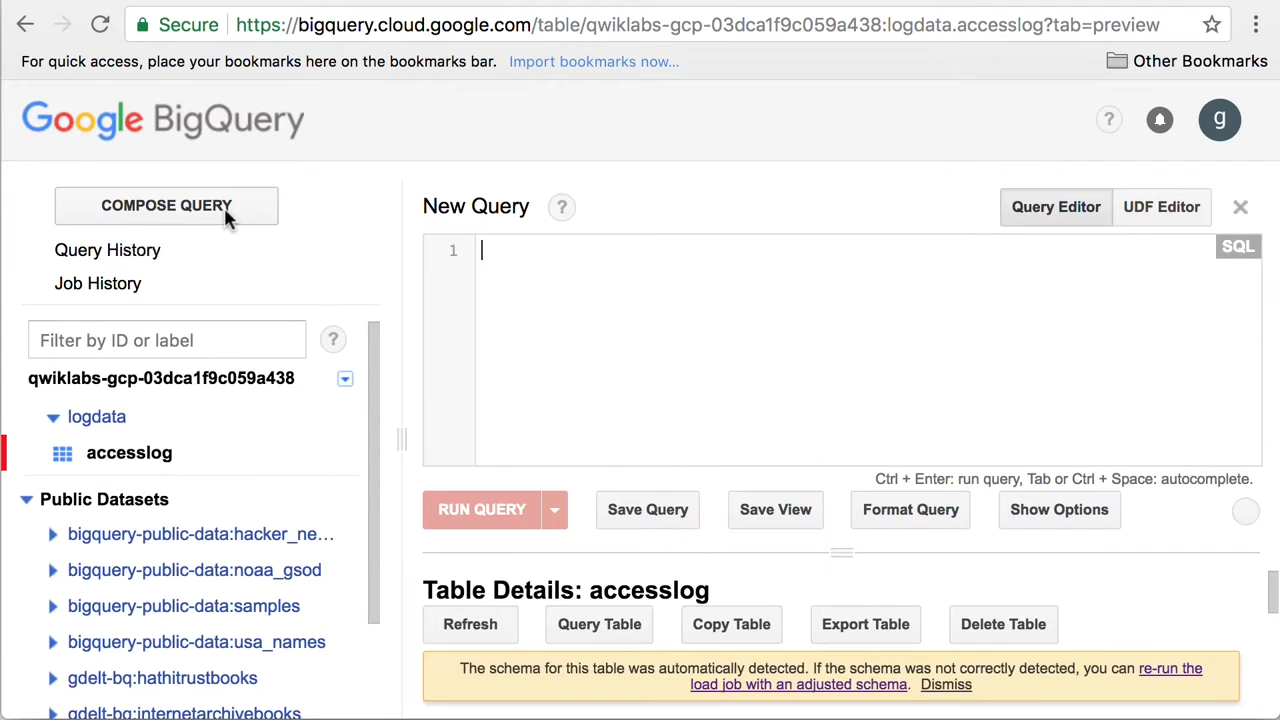 Secure https://bigquery.cloud.google.com/table/qwiklabs-gcp-03dca1f9c059a438:logdata.accesslog?tab=preview
For quick access, place your bookmarks here on the bookmarks bar. Import bookmarks now... Other Bookmarks
Google BigQuery ? g
COMPOSE QUERY
Query History
Job History
Filter by ID or label ?
qwiklabs-gcp-03dca1f9c059a438
logdata
accesslog
Public Datasets
bigquery-public-data:hacker_ne...
bigquery-public-data:noaa_gsod
bigquery-public-data:samples
bigquery-public-data:usa_names
gdelt-bq:hathitrustbooks
gdelt-bq:internetarchivebooks
New Query ? Query Editor UDF Editor
1 SQL
Ctrl + Enter: run query, Tab or Ctrl + Space: autocomplete.
RUN QUERY Save Query Save View Format Query Show Options
Table Details: accesslog
Refresh Query Table Copy Table Export Table Delete Table
The schema for this table was automatically detected. If the schema was not correctly detected, you can re-run the
load job with an adjusted schema. Dismiss